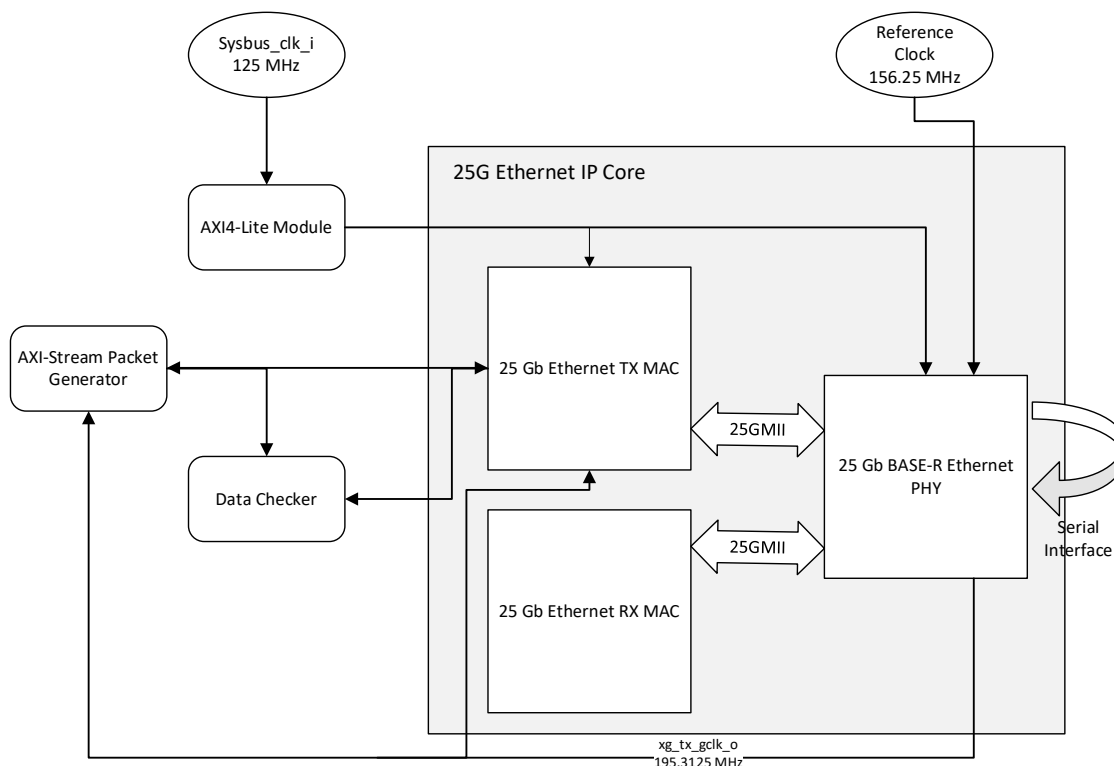 Sysbus_clk_i
125 MHz
Reference
Clock
156.25 MHz
25G Ethernet IP Core
AXI4-Lite Module
AXI-Stream Packet
Generator
25 Gb Ethernet TX MAC
25GMII
25 Gb BASE-R Ethernet
PHY
Data Checker
Serial
Interface
25GMII
25 Gb Ethernet RX MAC
xg_tx_gclk_o
195.3125 MHz